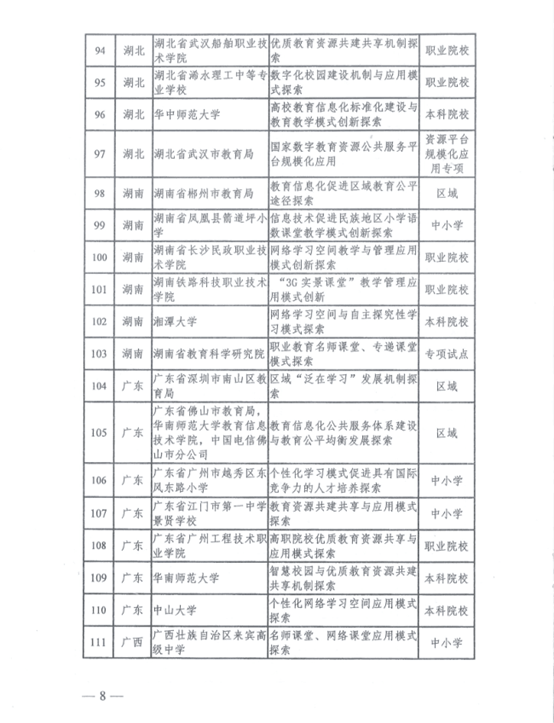 94 湖北 湖北省武汉船舶职业技 优质教育资源共建共享机制探 职业院校
术学院 索
95 湖北 湖北省浠水理工中等专 数字化校园建设机制与应用模 职业院校
业学校 式探索
96 湖北 华中师范大学 高校教育信息化标准化建设与 本科院校
教育教学模式创新探索
97 湖北 湖北省武汉市教育局 国家数字教育资源公共服务平 资源平台
台规模化应用 规模化应
用专项
98 湖南 湖南省郴州市教育局 教育信息化促进区域教育公平 区域
途径探索
99 湖南 湖南省凤凰县箭道坪小 信息技术促进民族地区小学语 中小学
学 数课堂教学模式创新探索
100 湖南 湖南省长沙民政职业技 网络学习空间教学与管理应用 职业院校
术学院 模式创新探索
101 湖南 湖南铁路科技职业技术 “3G 实景课堂”教学管理应 职业院校
学院 用模式创新
102 湖南 湘潭大学 网络学习空间与自主探究性学 本科院校
习模式探索
103 湖南 湖南省教育科学研究院 职业教育名师课堂、专递课堂 专项试点
模式探索
104 广东 广东省深圳市南山区教 区域“泛在学习”发展机制探 区域
育局 索
105 广东 广东省佛山市教育局， 教育信息化公共服务体系建设 区域
华南师范大学教育信息 与教育公平均衡发展探索
技术学院，中国电信佛
山市分公司
106 广东 广东省广州市越秀区东 个性化学习模式促进具有国际 中小学
风东路小学 竞争力的人才培养探索
107 广东 广东省江门市第一中学 教育资源共建共享与应用模式 中小学
景贤学校 探索
108 广东 广东省广州工程技术职 高职院校优质教育资源共享与 职业院校
业学院 应用模式探索
109 广东 华南师范大学 智慧校园与优质教育资源共建 本科院校
共享机制探索
110 广东 中山大学 个性化网络学习空间应用模式 本科院校
探索
111 广西 广西壮族自治区来宾高 名师课堂、网络课堂应用模式 中小学
级中学 探索
— 8 —